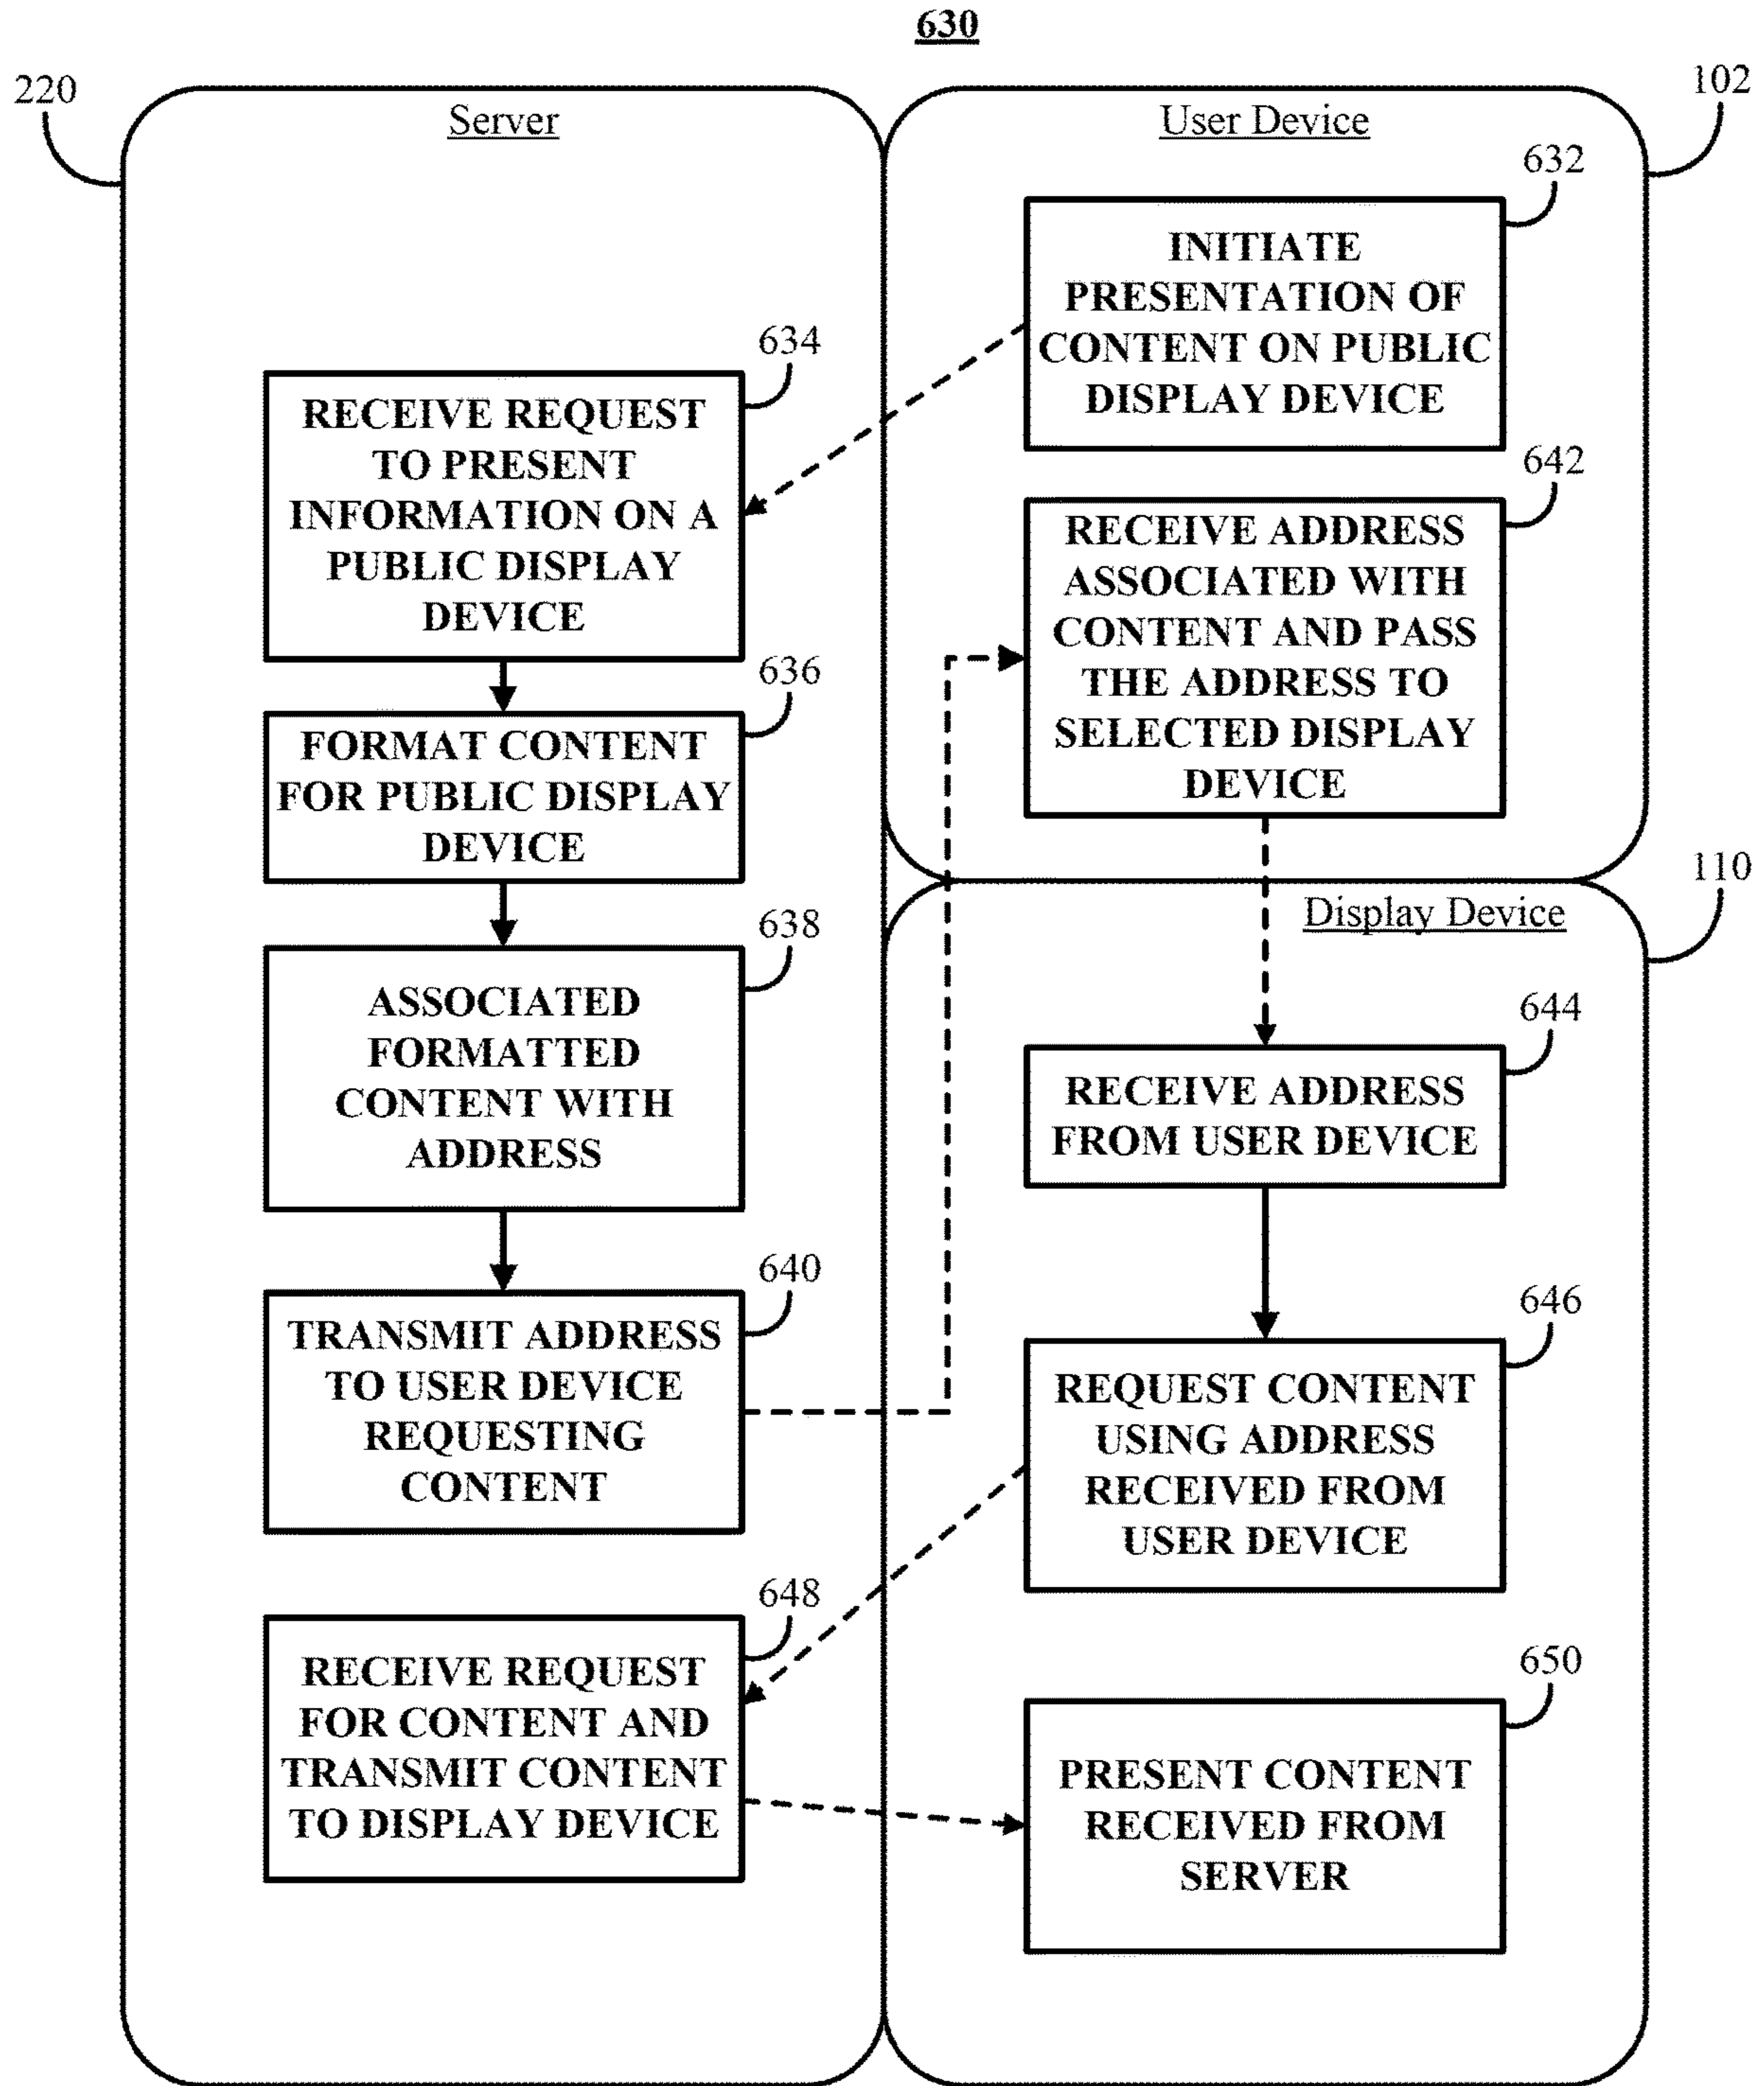 630
220
Server
User Device
102
632
INITIATE
PRESENTATION OF
CONTENT ON PUBLIC
DISPLAY DEVICE
634
RECEIVE REQUEST
TO PRESENT
INFORMATION ON A
PUBLIC DISPLAY
DEVICE
642
RECEIVE ADDRESS
ASSOCIATED WITH
CONTENT AND PASS
THE ADDRESS TO
SELECTED DISPLAY
DEVICE
636
FORMAT CONTENT
FOR PUBLIC DISPLAY
DEVICE
110
Display Device
638
ASSOCIATED
FORMATTED
CONTENT WITH
ADDRESS
644
RECEIVE ADDRESS
FROM USER DEVICE
640
TRANSMIT ADDRESS
TO USER DEVICE
REQUESTING
CONTENT
646
REQUEST CONTENT
USING ADDRESS
RECEIVED FROM
USER DEVICE
648
RECEIVE REQUEST
FOR CONTENT AND
TRANSMIT CONTENT
TO DISPLAY DEVICE
650
PRESENT CONTENT
RECEIVED FROM
SERVER